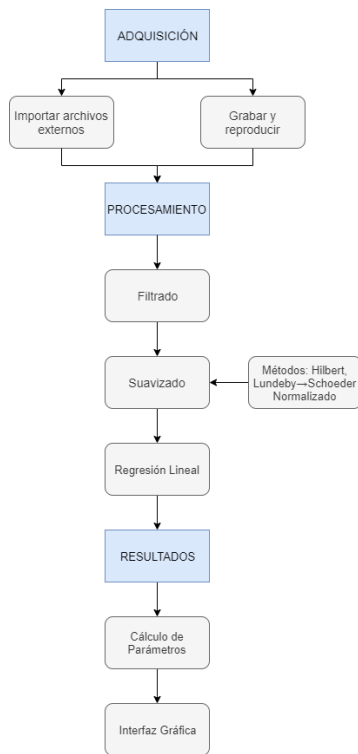 ADQUISICIÓN
Importar archivos
externos
Grabar y
reproducir
PROCESAMIENTO
Filtrado
Suavizado
Métodos: Hilbert,
Lundeby→Schoeder
Normalizado
Regresión Lineal
RESULTADOS
Cálculo de
Parámetros
Interfaz Gráfica